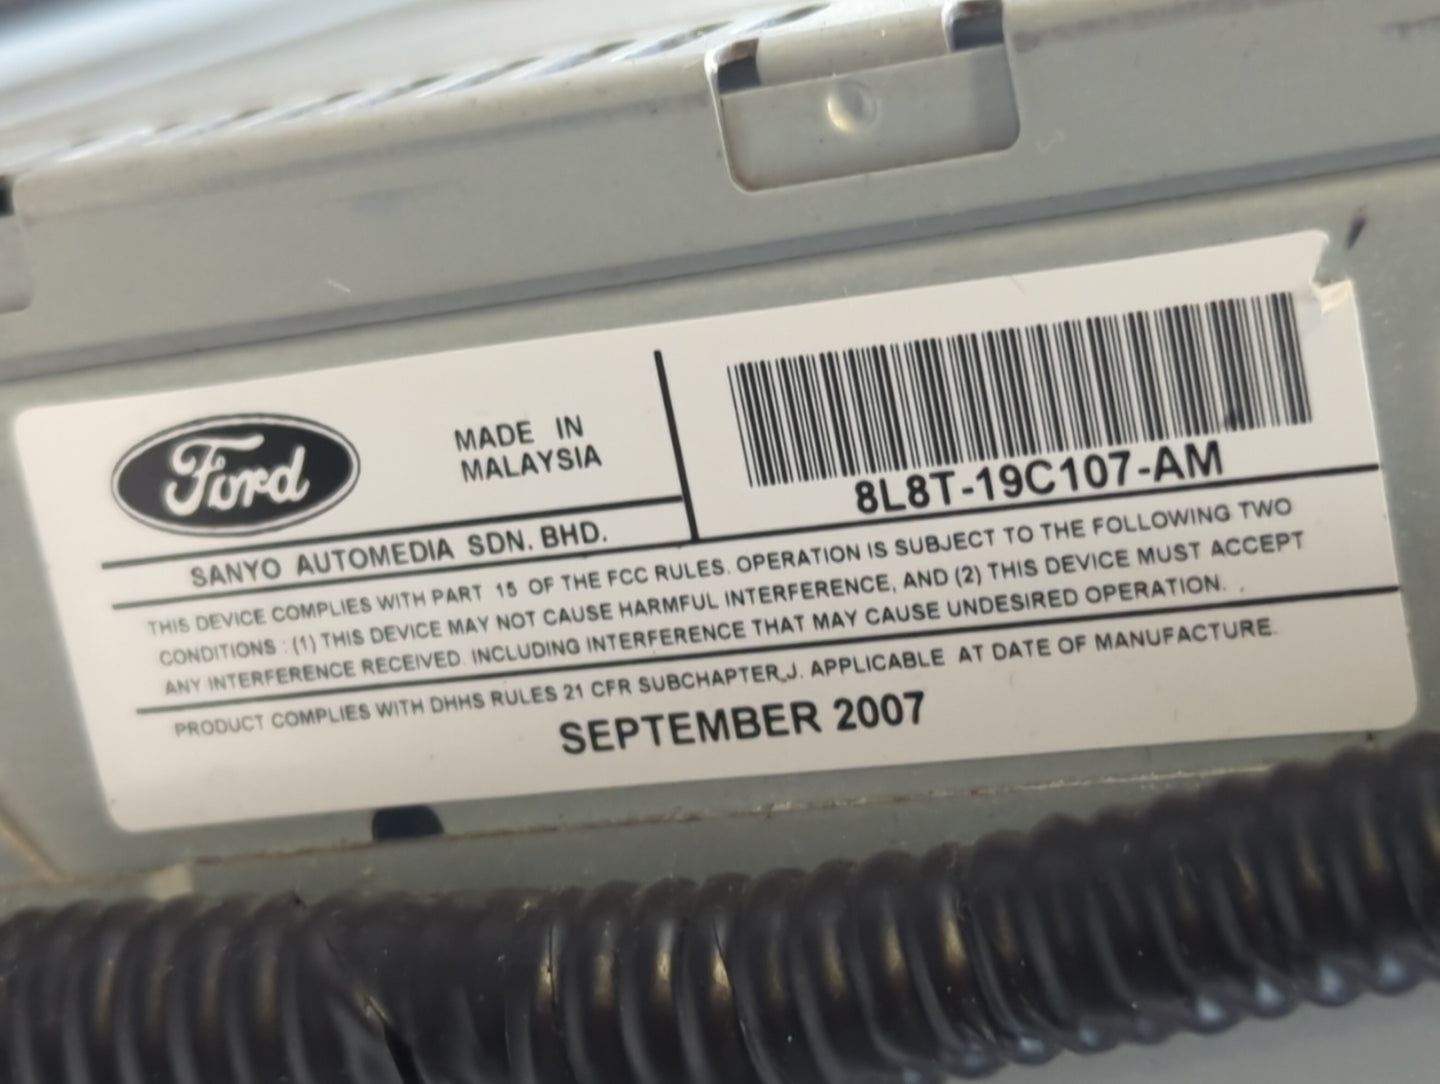 Ford
MADE IN
MALAYSIA
SANYO AUTOMEDIA SDN. BHD.
8L8T-19C107-AM
THIS DEVICE COMPLIES WITH PART 15 OF THE FCC RULES. OPERATION IS SUBJECT TO THE FOLLOWING TWO
CONDITIONS : (1) THIS DEVICE MAY NOT CAUSE HARMFUL INTERFERENCE, AND (2) THIS DEVICE MUST ACCEPT
ANY INTERFERENCE RECEIVED. INCLUDING INTERFERENCE THAT MAY CAUSE UNDESIRED OPERATION. .
PRODUCT COMPLIES WITH DHHS RULES 21 CFR SUBCHAPTER,J. APPLICABLE AT DATE OF MANUFACTURE.
SEPTEMBER 2007